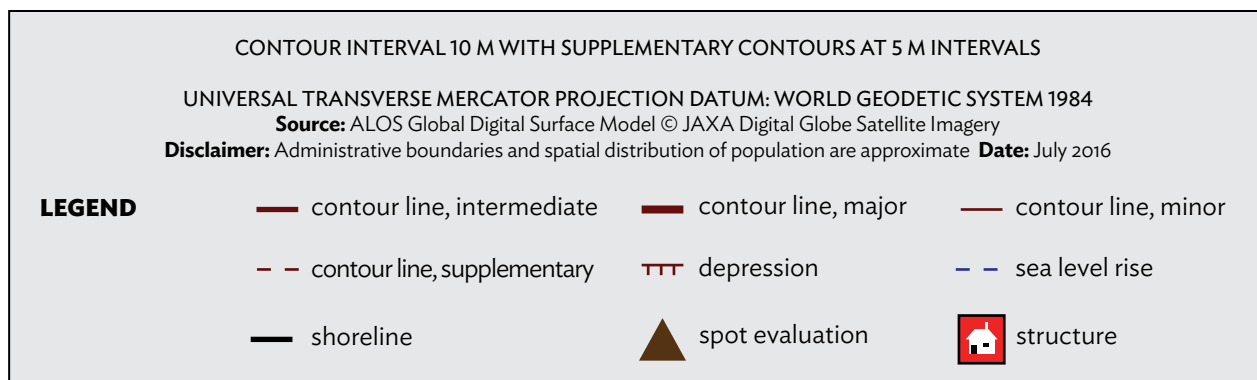 CONTOUR INTERVAL 10 M WITH SUPPLEMENTARY CONTOURS AT 5 M INTERVALS
UNIVERSAL TRANSVERSE MERCATOR PROJECTION DATUM: WORLD GEODETIC SYSTEM 1984
Source: ALOS Global Digital Surface Model © JAXA Digital Globe Satellite Imagery
Disclaimer: Administrative boundaries and spatial distribution of population are approximate Date: July 2016
LEGEND contour line, intermediate contour line, major contour line, minor
contour line, supplementary depression sea level rise
shoreline spot evaluation structure